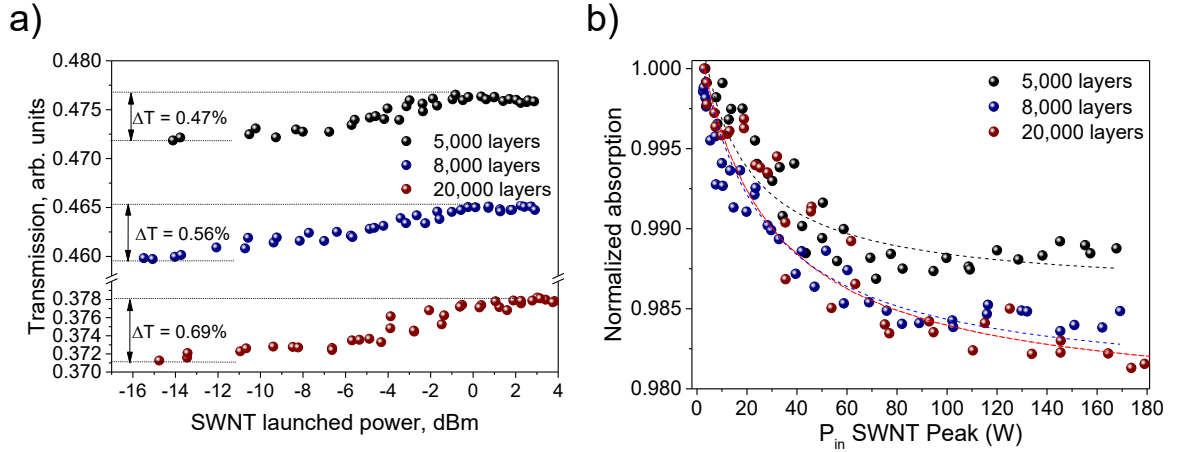 a)
Transmission, arb. units
0.480
0.475
0.470
0.465
0.460
0.378
0.376
0.374
0.372
0.370
ΔT = 0.47%
5,000 layers
8,000 layers
20,000 layers
ΔT = 0.56%
ΔT = 0.69%
-16 -14 -12 -10 -8 -6 -4 -2 0 2 4
SWNT launched power, dBm
b)
Normalized absorption
1.000
0.995
0.990
0.985
0.980
5,000 layers
8,000 layers
20,000 layers
0 20 40 60 80 100 120 140 160 180
P_in SWNT Peak (W)